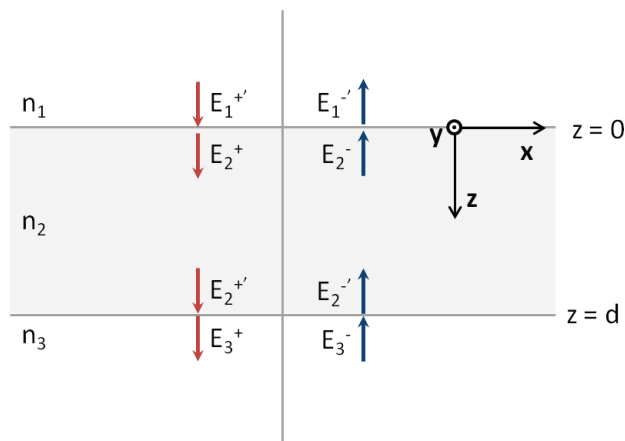 n₁ E₁⁺′ E₁⁻′
z = 0
y x
E₂⁺ E₂⁻
z
n₂
E₂⁺′ E₂⁻′
z = d
n₃ E₃⁺ E₃⁻